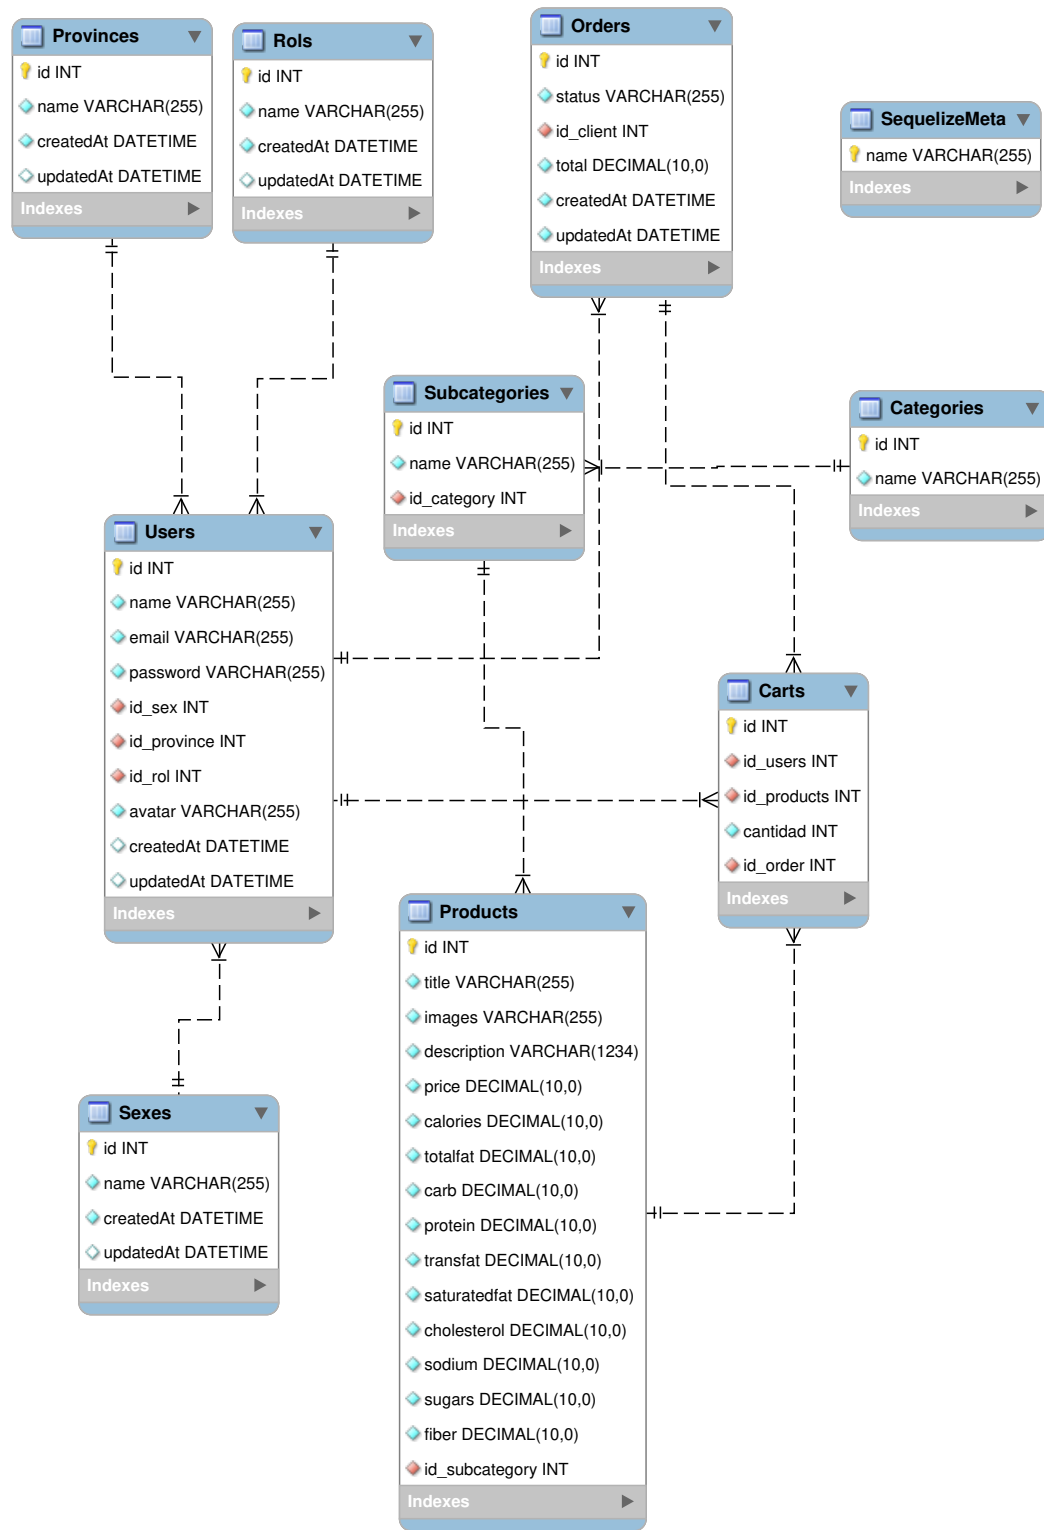 Provinces
id INT
name VARCHAR(255)
createdAt DATETIME
updatedAt DATETIME
Indexes
Rols
id INT
name VARCHAR(255)
createdAt DATETIME
updatedAt DATETIME
Indexes
Orders
id INT
status VARCHAR(255)
id_client INT
total DECIMAL(10,0)
createdAt DATETIME
updatedAt DATETIME
Indexes
SequelizeMeta
name VARCHAR(255)
Indexes
Subcategories
id INT
name VARCHAR(255)
id_category INT
Indexes
Categories
id INT
name VARCHAR(255)
Indexes
Users
id INT
name VARCHAR(255)
email VARCHAR(255)
password VARCHAR(255)
id_sex INT
id_province INT
id_rol INT
avatar VARCHAR(255)
createdAt DATETIME
updatedAt DATETIME
Indexes
Carts
id INT
id_users INT
id_products INT
cantidad INT
id_order INT
Indexes
Products
id INT
title VARCHAR(255)
images VARCHAR(255)
description VARCHAR(1234)
price DECIMAL(10,0)
calories DECIMAL(10,0)
totalfat DECIMAL(10,0)
carb DECIMAL(10,0)
protein DECIMAL(10,0)
transfat DECIMAL(10,0)
saturatedfat DECIMAL(10,0)
cholesterol DECIMAL(10,0)
sodium DECIMAL(10,0)
sugars DECIMAL(10,0)
fiber DECIMAL(10,0)
id_subcategory INT
Indexes
Sexes
id INT
name VARCHAR(255)
createdAt DATETIME
updatedAt DATETIME
Indexes